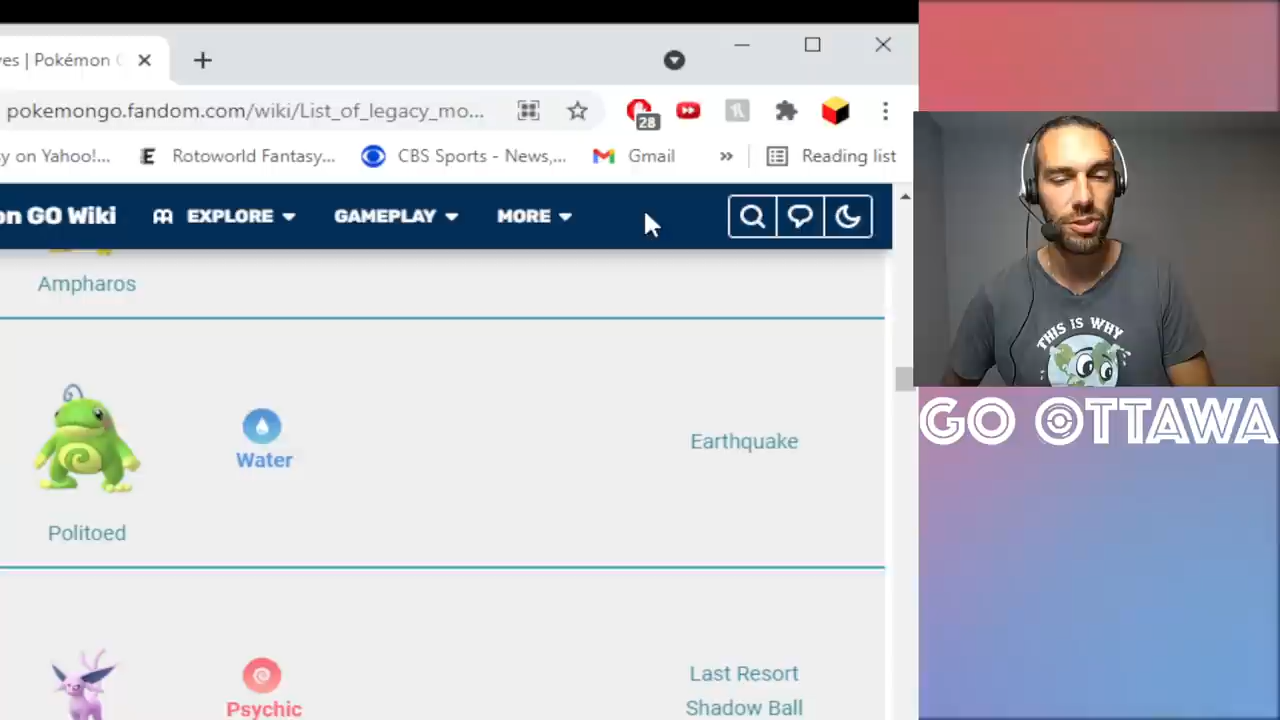 ves | Pokémon G
pokemongo.fandom.com/wiki/List_of_legacy_mo...
28
y on Yahoo!...
Rotoworld Fantasy...
CBS Sports - News,...
Gmail
Reading list
on GO Wiki
EXPLORE
GAMEPLAY
MORE
Ampharos
Water
Earthquake
Politoed
Psychic
Last Resort
Shadow Ball
THIS IS WHY
GO OTTAWA